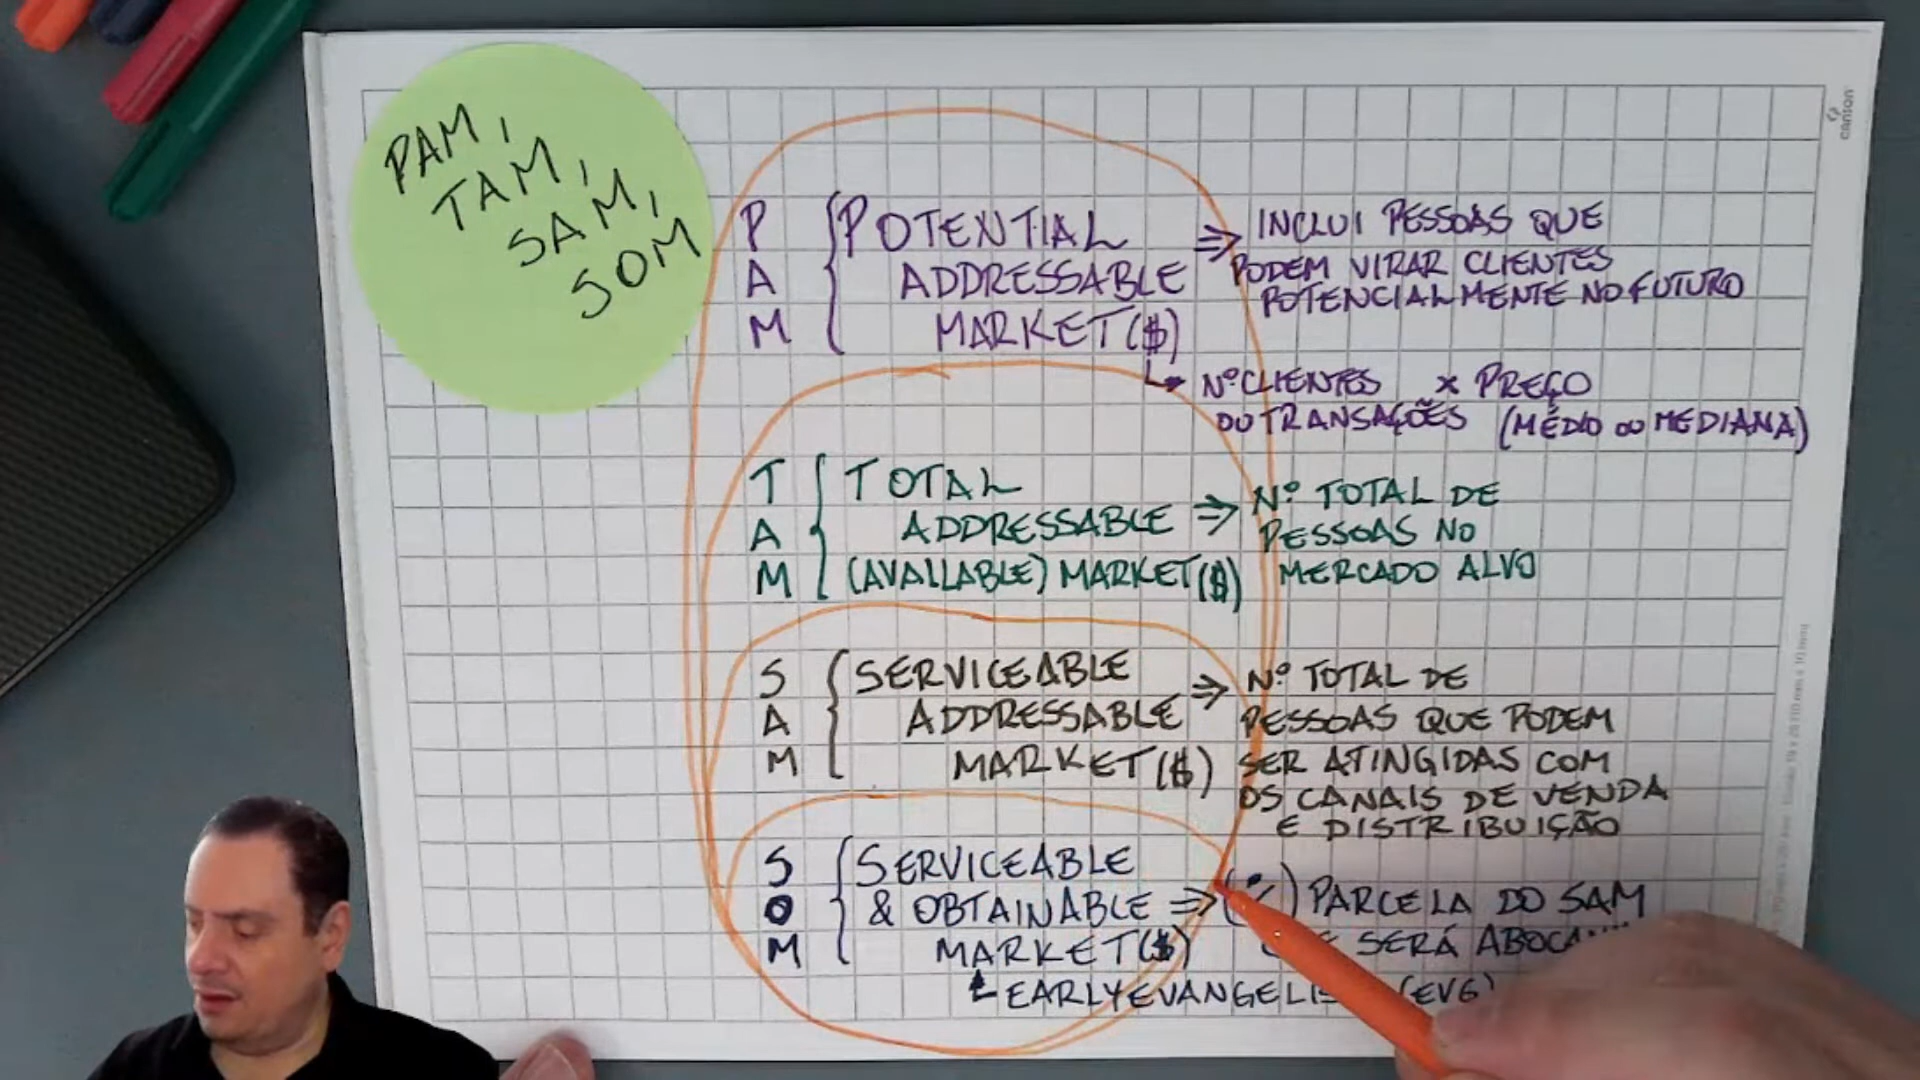 PAM,
TAM,
SAM,
SOM
P
A
M
POTENTIAL
ADDRESSABLE
MARKET ($)
⇒ INCLUI PESSOAS QUE
PODEM VIRAR CLIENTES
POTENCIALMENTE NO FUTURO
Nº CLIENTES x PREÇO
OU TRANSAÇÕES (MÉDIO OU MEDIANA)
T
A
M
TOTAL
ADDRESSABLE
(AVAILABLE) MARKET ($)
⇒ Nº TOTAL DE
PESSOAS NO
MERCADO ALVO
S
A
M
SERVICEABLE
ADDRESSABLE
MARKET ($)
⇒ Nº TOTAL DE
PESSOAS QUE PODEM
SER ATINGIDAS COM
OS CANAIS DE VENDA
E DISTRIBUIÇÃO
S
O
M
SERVICEABLE
& OBTAINABLE
MARKET ($)
⇒ PARCELA DO SAM
SERÁ
(EVG)
canson